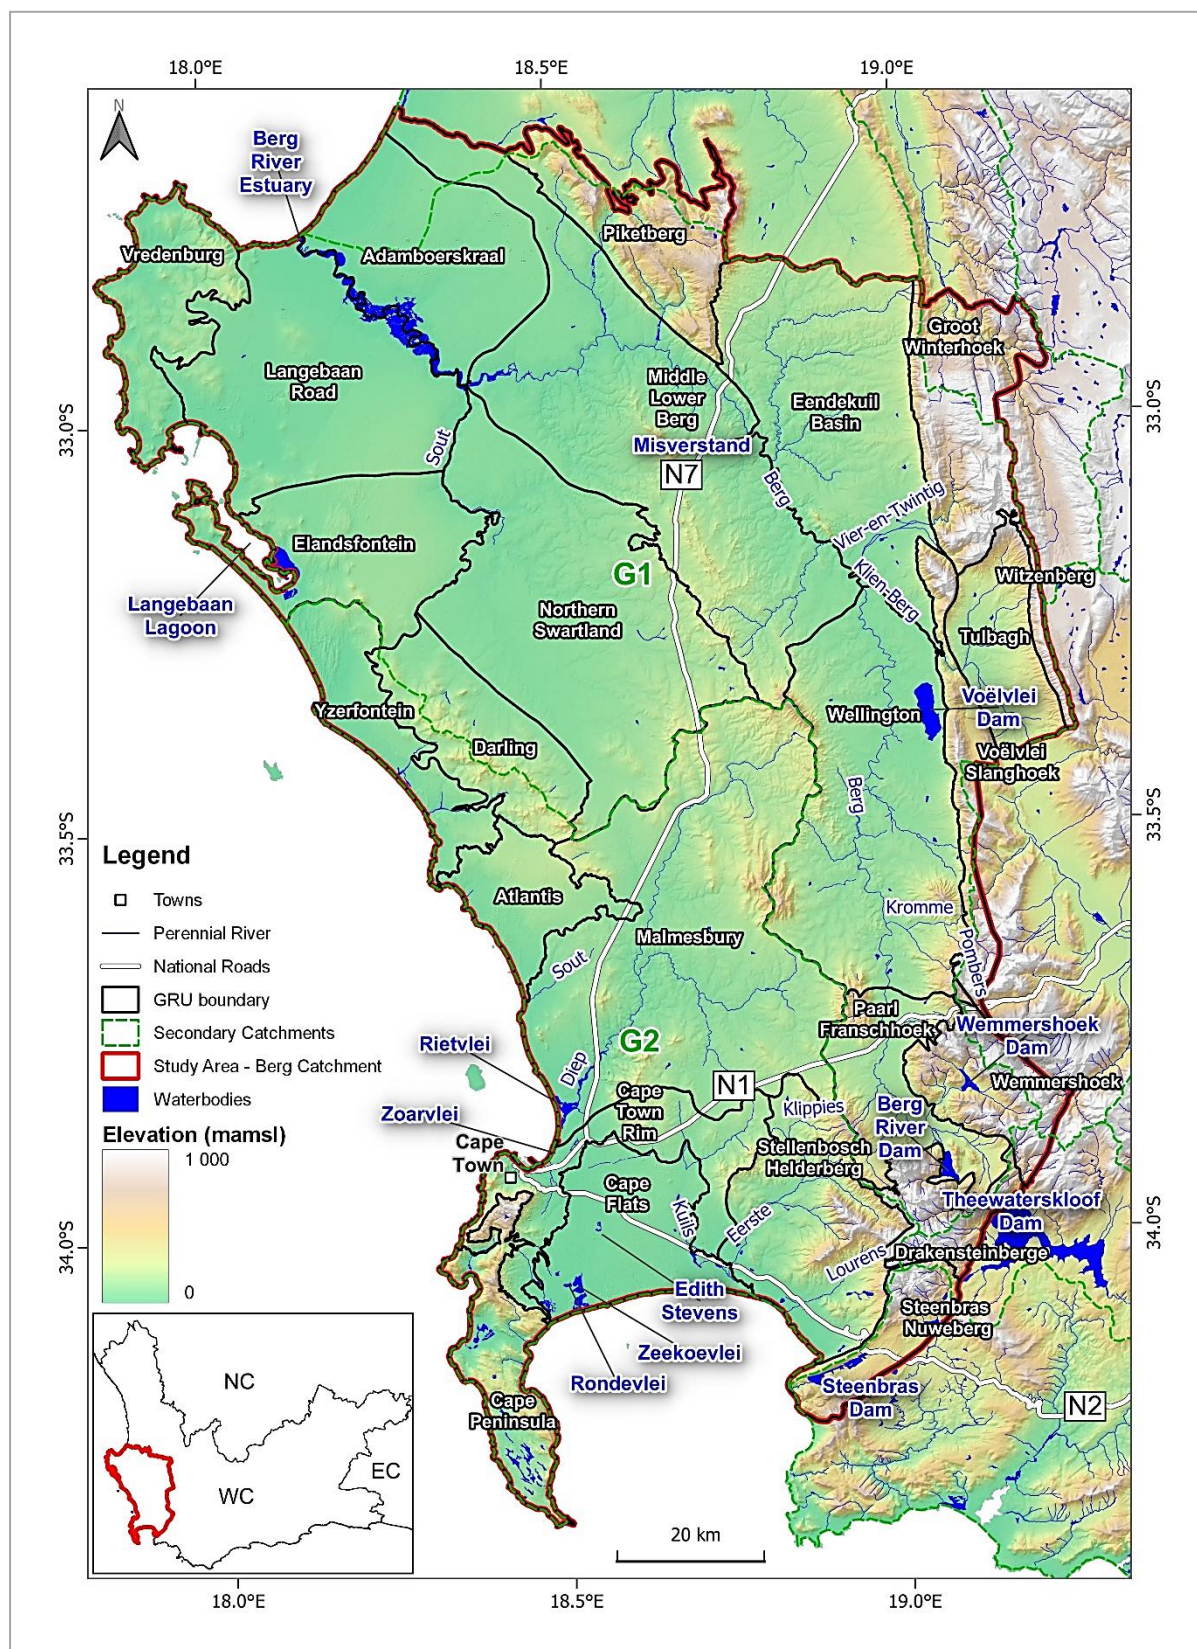 18.0°E
18.5°E
19.0°E
N
Berg
River
Estuary
Vredenburg
Adamboerskraal
Piketberg
Groot
Winterhoek
Langebaan
Road
Middle
Lower
Berg
Eendekuil
Basin
33.0°S
33.0°S
Sout
Misverstand
N7
Berg
Vier-en-Twintig
Elandsfontein
G1
Klien-Berg
Witzenberg
Langebaan
Lagoon
Northern
Swartland
Tulbagh
Yzerfontein
Wellington
Voëlvlei
Dam
Darling
Voëlvlei
Slanghoek
Berg
33.5°S
33.5°S
Legend
Towns
Perennial River
National Roads
GRU boundary
Secondary Catchments
Study Area - Berg Catchment
Waterbodies
Elevation (mamsl)
1 000
0
Atlantis
Kromme
Malmesbury
Sout
Pombers
Paarl
Franschhoek
Wemmershoek
Dam
Rietvlei
G2
Diep
Wemmershoek
Zoarvlei
Cape
Town
Rim
N1
Klippies
Berg
River
Dam
Cape
Town
Stellenbosch
Helderberg
Cape
Flats
Theewaterskloof
Dam
Kuils
Eerste
34.0°S
34.0°S
Lourens
Drakensteinberge
Edith
Stevens
Steenbras
Nuweberg
Zeekoevlei
Rondevlei
Steenbras
Dam
Cape
Peninsula
N2
NC
EC
WC
20 km
18.0°E
18.5°E
19.0°E